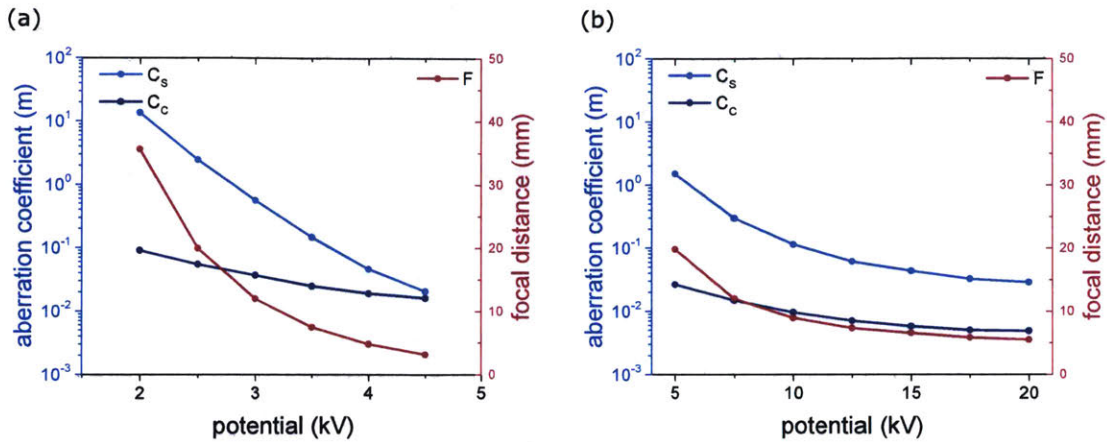 (a)
aberration coefficient (m)
10²
10¹
10⁰
10⁻¹
10⁻²
10⁻³
Cₛ
C_C
F
50
40
30
20
10
0
focal distance (mm)
2 3 4 5
potential (kV)
(b)
aberration coefficient (m)
10²
10¹
10⁰
10⁻¹
10⁻²
10⁻³
Cₛ
C_C
F
50
40
30
20
10
0
focal distance (mm)
5 10 15 20
potential (kV)